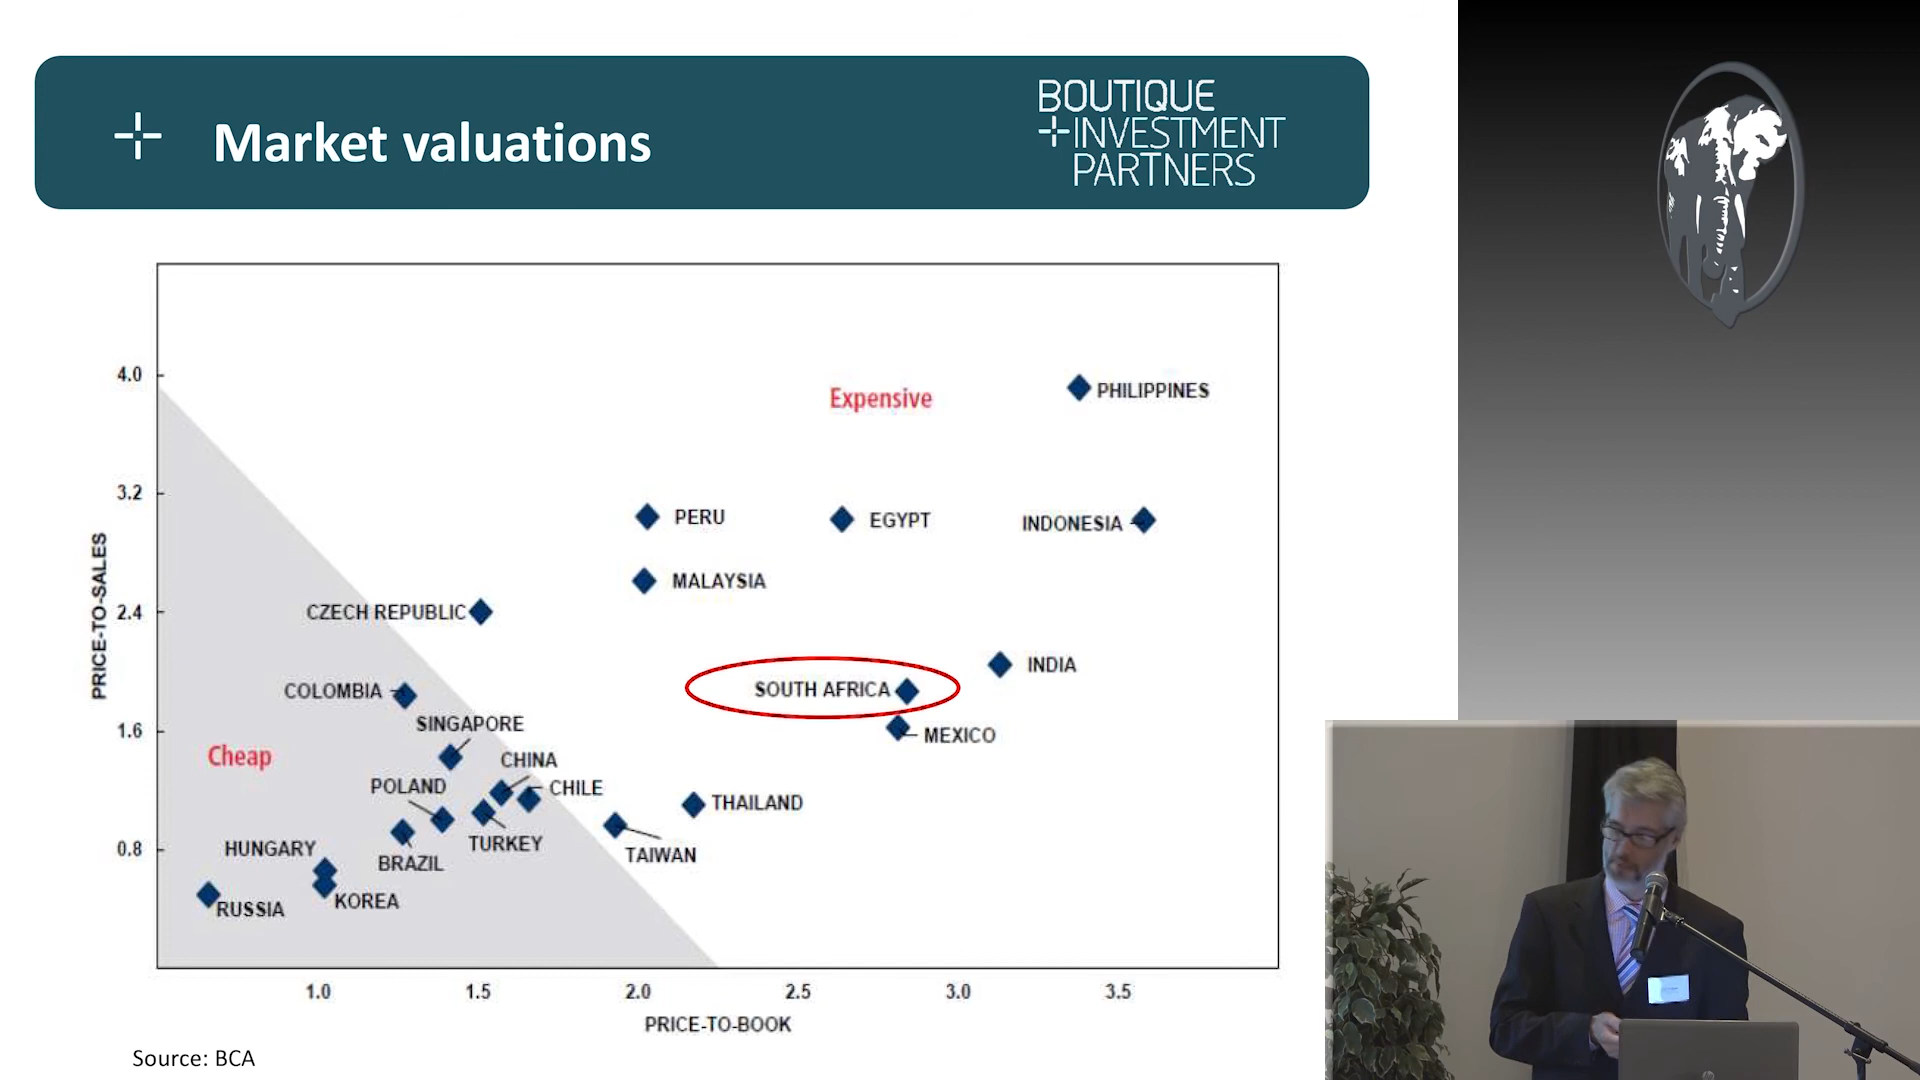 Market valuations
BOUTIQUE
INVESTMENT
PARTNERS
4.0
3.2
2.4
1.6
0.8
PRICE-TO-SALES
Expensive
PHILIPPINES
PERU
EGYPT
INDONESIA
MALAYSIA
CZECH REPUBLIC
INDIA
SOUTH AFRICA
COLOMBIA
SINGAPORE
MEXICO
Cheap
CHINA
POLAND
CHILE
THAILAND
TURKEY
HUNGARY
TAIWAN
BRAZIL
KOREA
RUSSIA
1.0 1.5 2.0 2.5 3.0 3.5
PRICE-TO-BOOK
Source: BCA